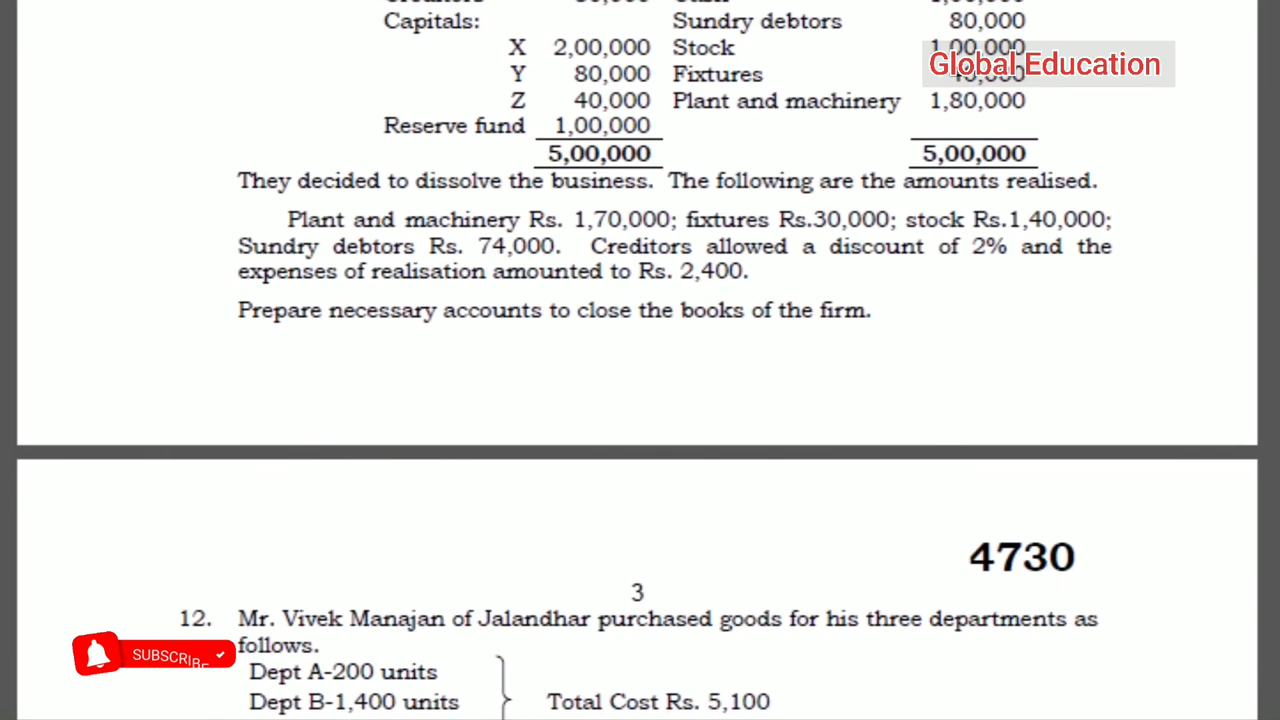 Capitals:
Sundry debtors 80,000
X 2,00,000 Stock 1,00,000
Global Education
Y 80,000 Fixtures
Z 40,000 Plant and machinery 1,80,000
Reserve fund 1,00,000
5,00,000 5,00,000
They decided to dissolve the business. The following are the amounts realised.
Plant and machinery Rs. 1,70,000; fixtures Rs.30,000; stock Rs.1,40,000;
Sundry debtors Rs. 74,000. Creditors allowed a discount of 2% and the
expenses of realisation amounted to Rs. 2,400.
Prepare necessary accounts to close the books of the firm.
4730
3
12. Mr. Vivek Manajan of Jalandhar purchased goods for his three departments as
follows.
SUBSCRIBE
Dept A-200 units
Dept B-1,400 units Total Cost Rs. 5,100